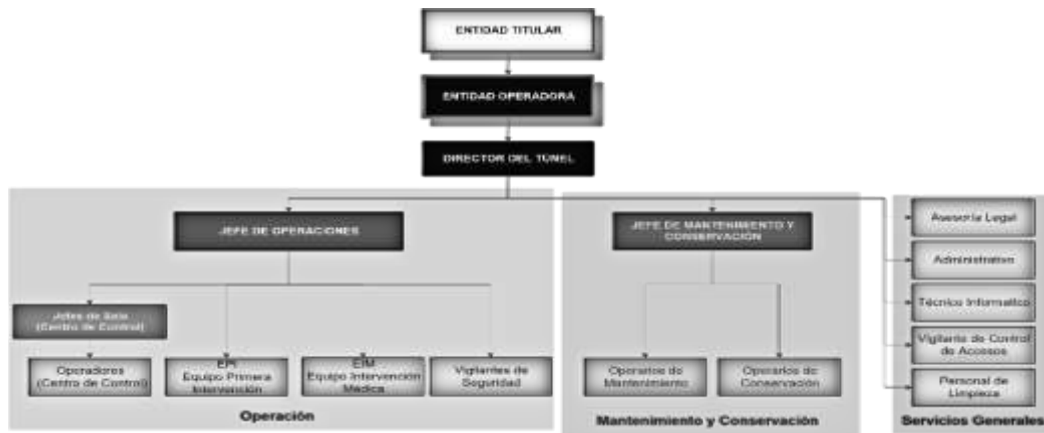 ENTIDAD TITULAR
ENTIDAD OPERADORA
DIRECTOR DEL TÚNEL
JEFE DE OPERACIONES
JEFE DE MANTENIMIENTO Y
CONSERVACIÓN
Asesoría Legal
Administrativo
Técnico Informatico
Vigilante de Control
de Accesos
Personal de
Limpieza
Jefes de Sala
(Centro de Control)
Operadores
(Centro de Control)
EPI
Equipo Primera
Intervención
EIM
Equipo Intervención
Médica
Vigilantes de
Seguridad
Operarios de
Mantenimiento
Operarios de
Conservación
Operación
Mantenimiento y Conservación
Servicios Generales